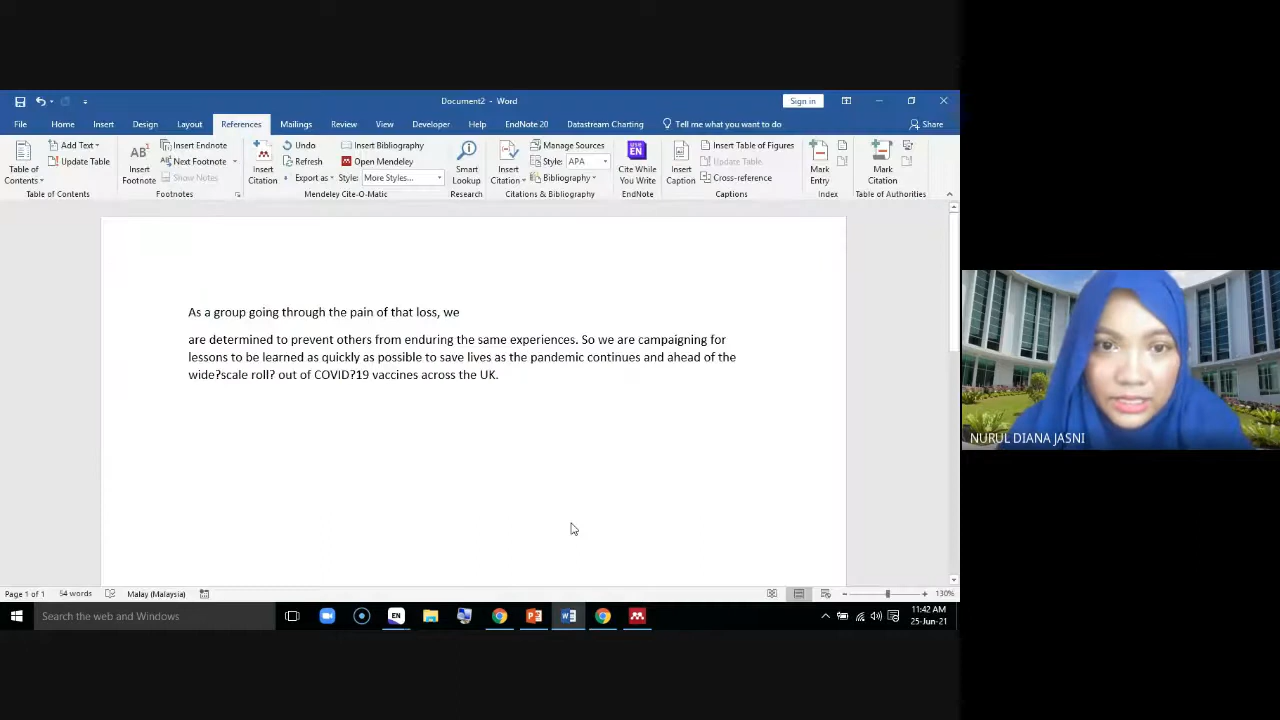 Document2 - Word
Sign in
File Home Insert Design Layout References Mailings Review View Developer Help EndNote 20 Datastream Charting Tell me what you want to do Share
Table of Contents
Add Text
Update Table
Table of Contents
AB¹
Insert Footnote
Insert Endnote
Next Footnote
Show Notes
Footnotes
Insert Citation
Undo
Refresh
Export as
Insert Bibliography
Open Mendeley
Style: More Styles...
Mendeley Cite-O-Matic
Smart Lookup
Research
Insert Citation
Manage Sources
Style: APA
Bibliography
Citations & Bibliography
EN
Cite While You Write
EndNote
Insert Caption
Insert Table of Figures
Update Table
Cross-reference
Captions
Mark Entry
Index
Mark Citation
Table of Authorities
As a group going through the pain of that loss, we
are determined to prevent others from enduring the same experiences. So we are campaigning for
lessons to be learned as quickly as possible to save lives as the pandemic continues and ahead of the
wide?scale roll? out of COVID?19 vaccines across the UK.
NURUL DIANA JASNI
Page 1 of 1 54 words Malay (Malaysia) 130%
Search the web and Windows
EN
11:42 AM
25-Jun-21